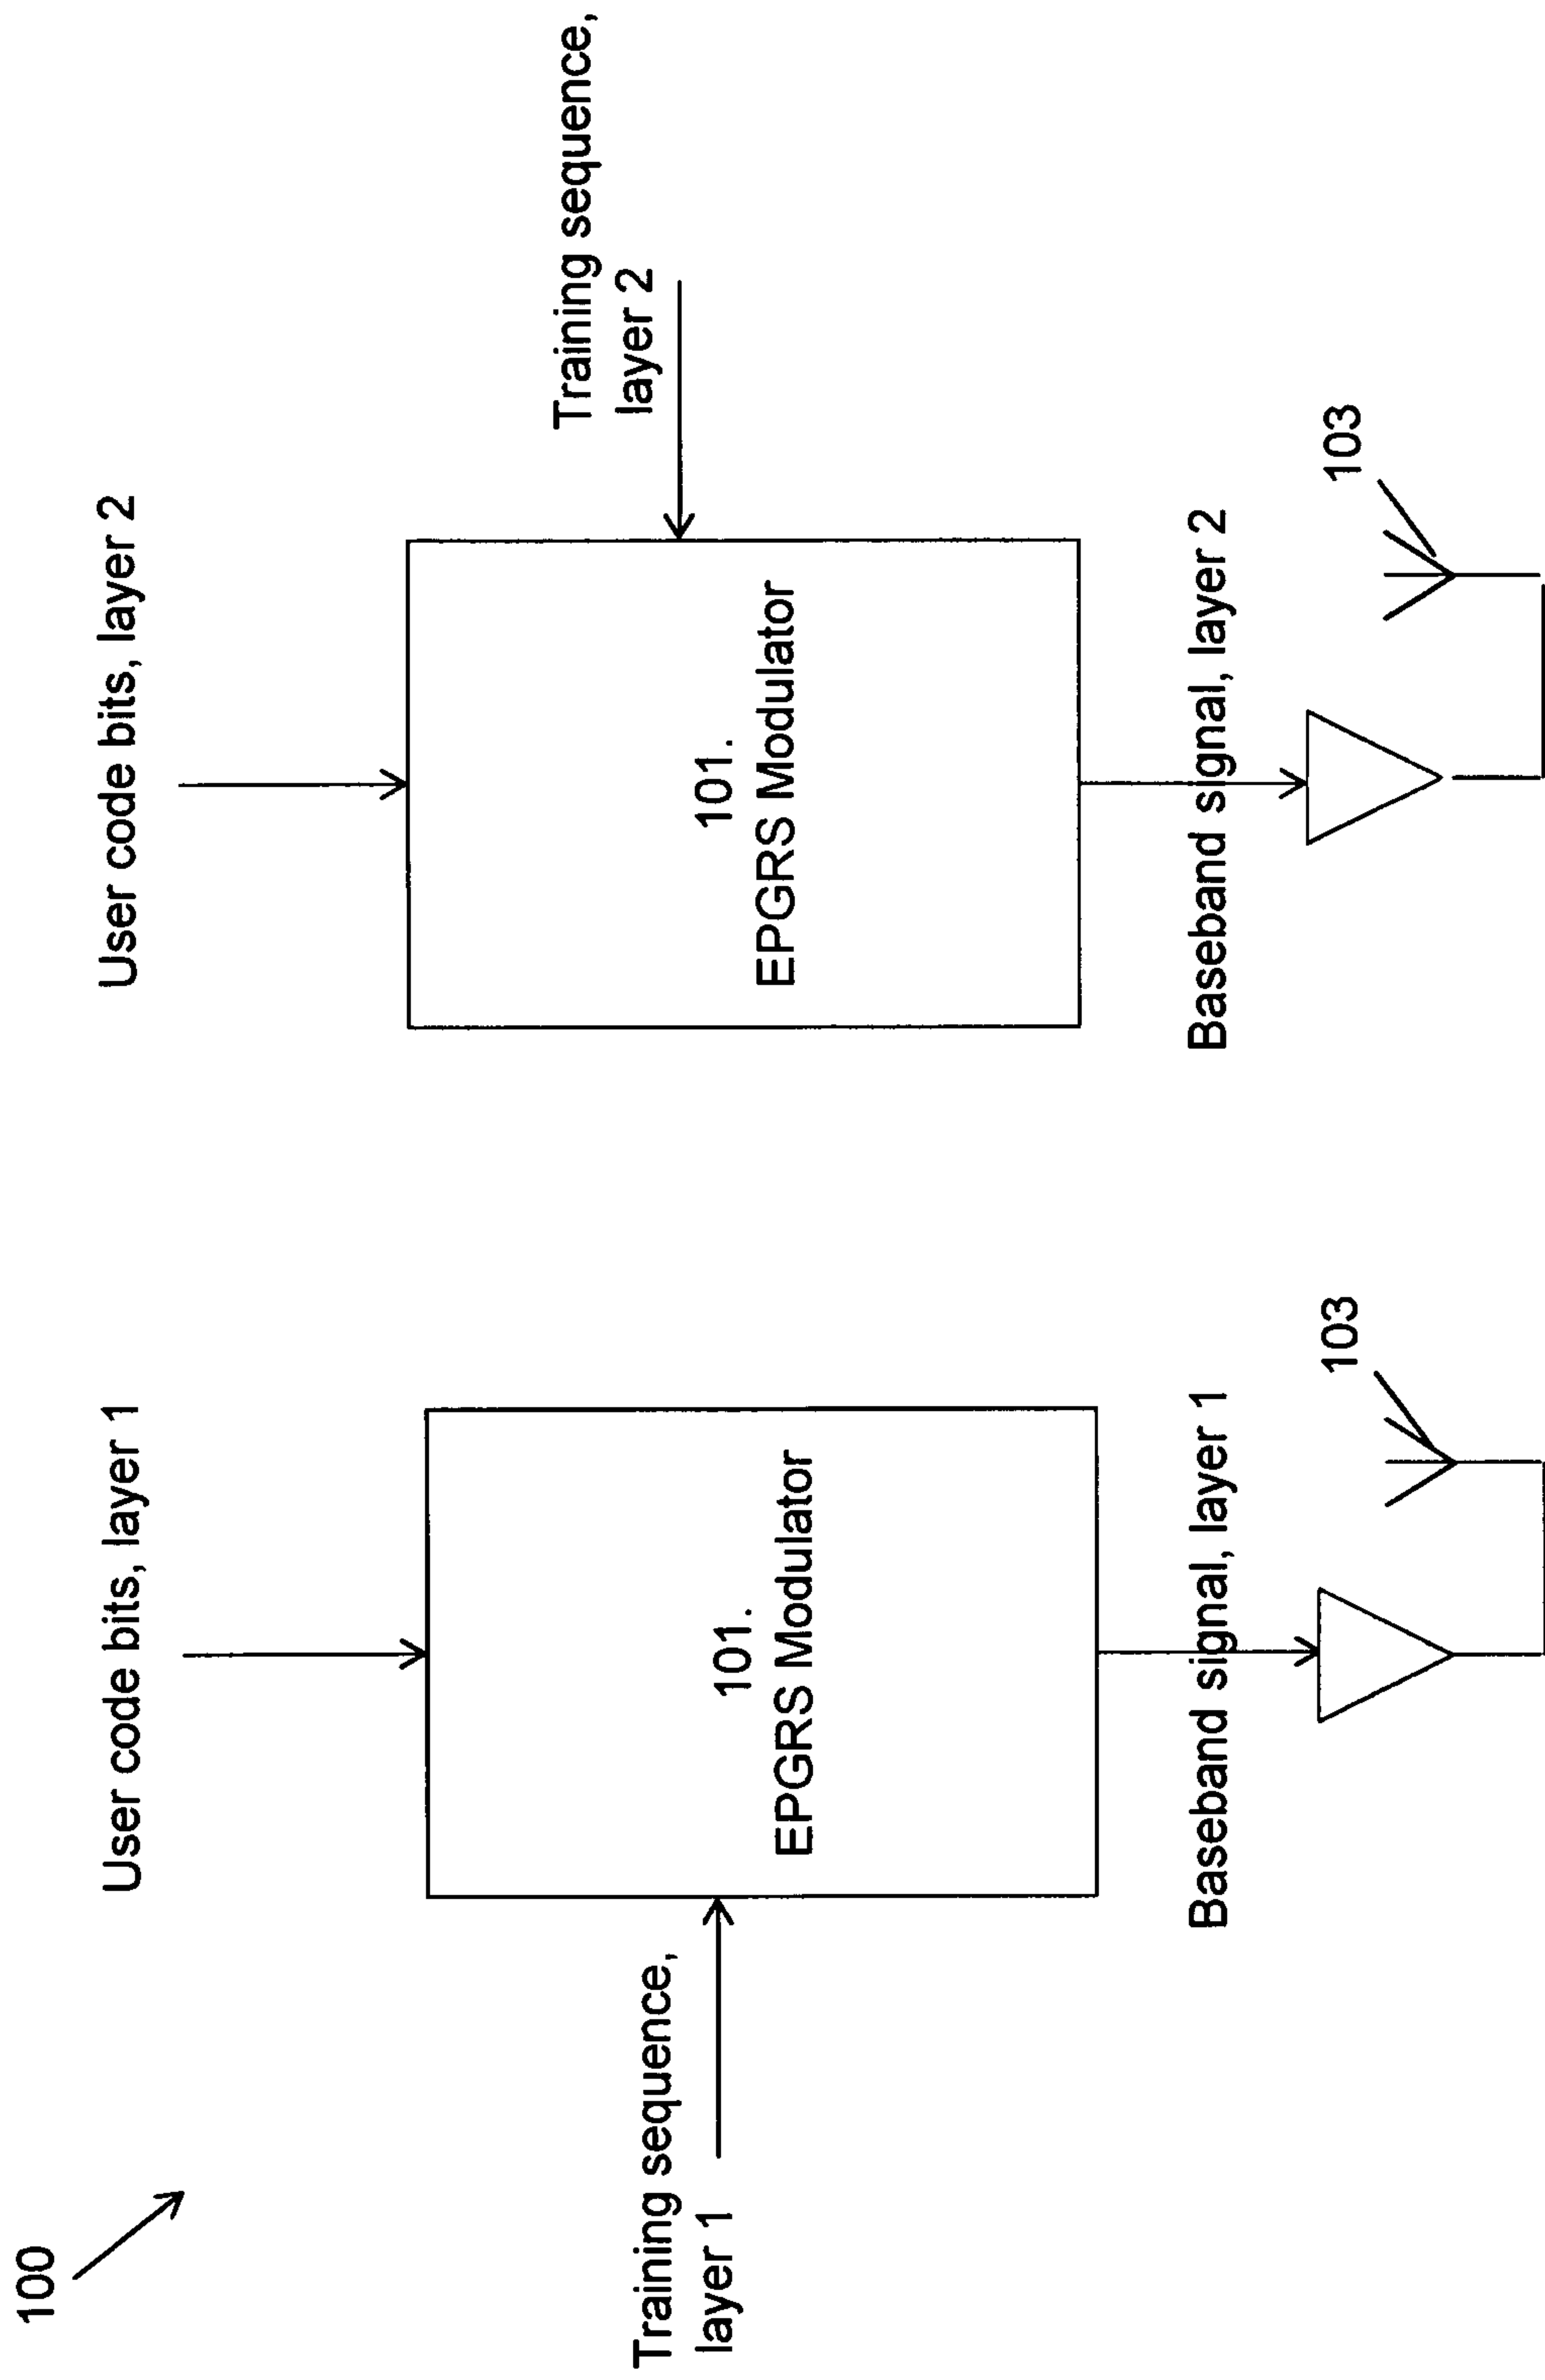 100
User code bits, layer 1
User code bits, layer 2
Training sequence,
layer 1
101.
EPGRS Modulator
101.
EPGRS Modulator
Training sequence,
layer 2
Baseband signal, layer 1
Baseband signal, layer 2
103
103